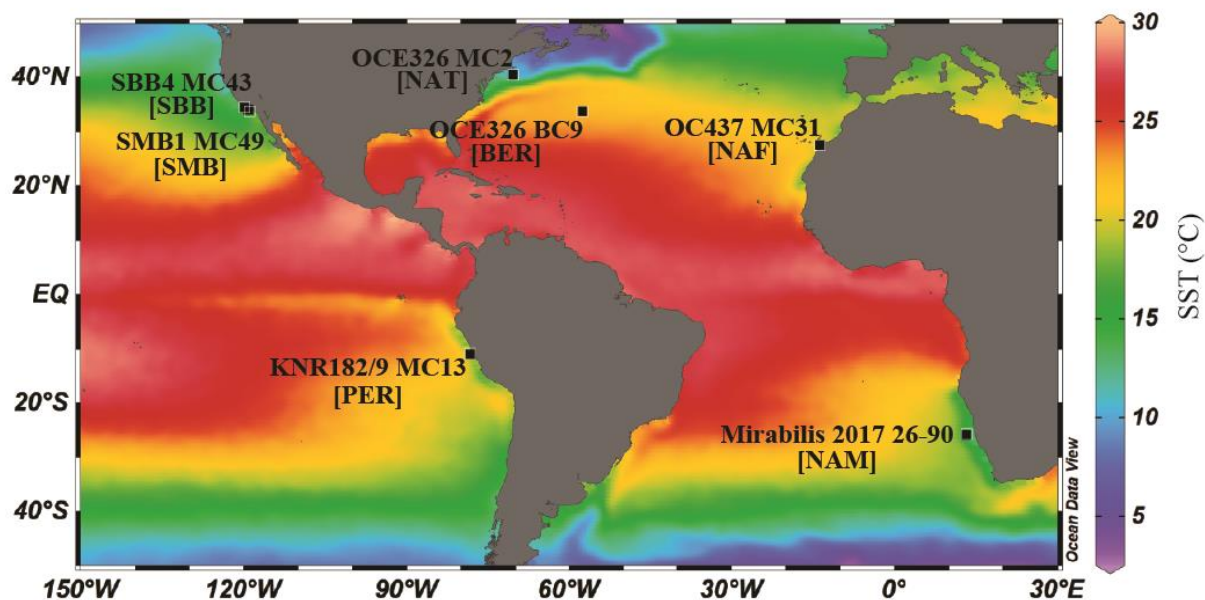 30
40°N
OCE326 MC2
[NAT]
SBB4 MC43
[SBB]
SMB1 MC49
[SMB]
OCE326 BC9
[BER]
OC437 MC31
[NAF]
25
20°N
20
SST (°C)
EQ
15
KNR182/9 MC13
[PER]
20°S
Mirabilis 2017 26-90
[NAM]
10
40°S
5
Ocean Data View
150°W
120°W
90°W
60°W
30°W
0°
30°E